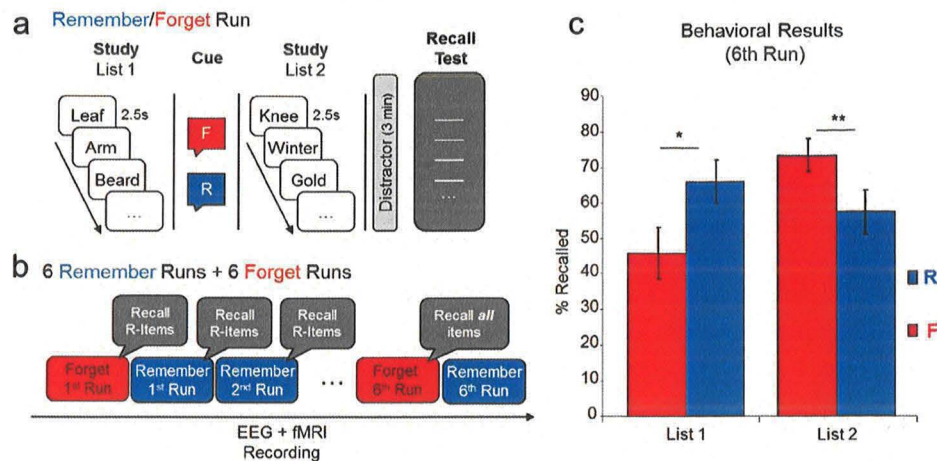 a Remember/Forget Run
Study
List 1
Cue
Study
List 2
Recall
Test
Leaf 2.5s
Arm
Beard
...
F
R
Knee 2.5s
Winter
Gold
...
Distractor (3 min)
...
b 6 Remember Runs + 6 Forget Runs
Recall
R-Items
Recall
R-Items
Recall
R-Items
Recall all
items
Forget
1st Run
Remember
1st Run
Remember
2nd Run
...
Forget
6th Run
Remember
6th Run
EEG + fMRI
Recording
c Behavioral Results
(6th Run)
% Recalled
90
80
70
60
50
40
30
20
10
0
*
**
List 1
List 2
R
F